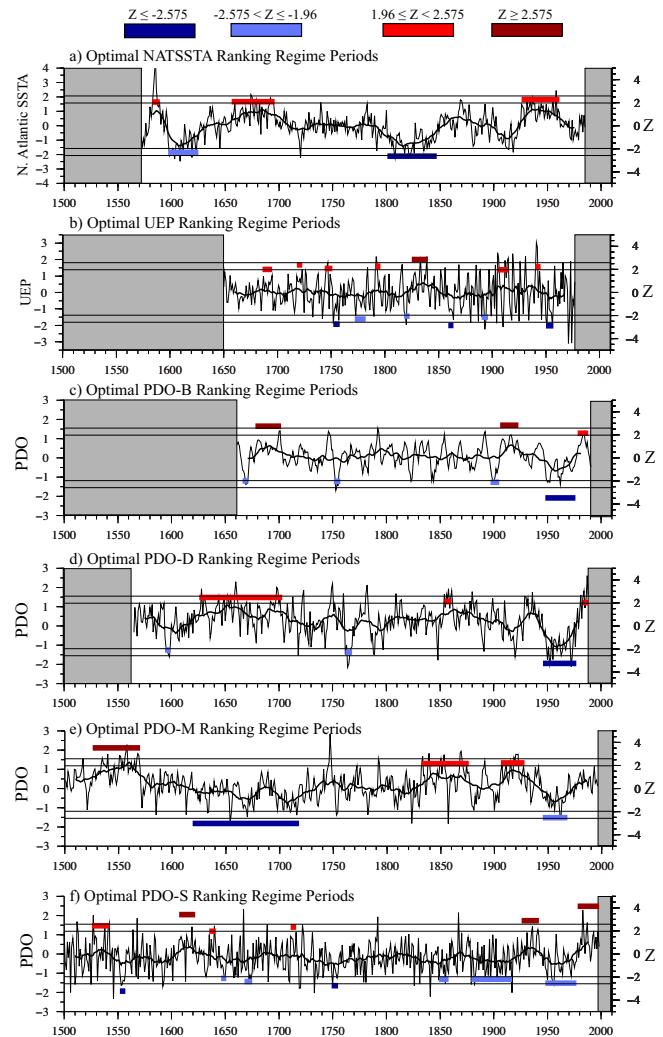 Z ≤ -2.575 -2.575 < Z ≤ -1.96 1.96 ≤ Z < 2.575 Z ≥ 2.575
a) Optimal NATSSTA Ranking Regime Periods
N. Atlantic SSTA
4 3 2 1 0 −1 −2 −3 −4
4 2 0 −2 −4
Z
1500 1550 1600 1650 1700 1750 1800 1850 1900 1950 2000
b) Optimal UEP Ranking Regime Periods
UEP
3 2 1 0 −1 −2 −3
4 2 0 −2 −4
Z
1500 1550 1600 1650 1700 1750 1800 1850 1900 1950 2000
c) Optimal PDO-B Ranking Regime Periods
PDO
3 2 1 0 −1 −2 −3
4 2 0 −2 −4
Z
1500 1550 1600 1650 1700 1750 1800 1850 1900 1950 2000
d) Optimal PDO-D Ranking Regime Periods
PDO
3 2 1 0 −1 −2 −3
4 2 0 −2 −4
Z
1500 1550 1600 1650 1700 1750 1800 1850 1900 1950 2000
e) Optimal PDO-M Ranking Regime Periods
PDO
3 2 1 0 −1 −2 −3
4 2 0 −2 −4
Z
1500 1550 1600 1650 1700 1750 1800 1850 1900 1950 2000
f) Optimal PDO-S Ranking Regime Periods
PDO
3 2 1 0 −1 −2 −3
4 2 0 −2 −4
Z
1500 1550 1600 1650 1700 1750 1800 1850 1900 1950 2000